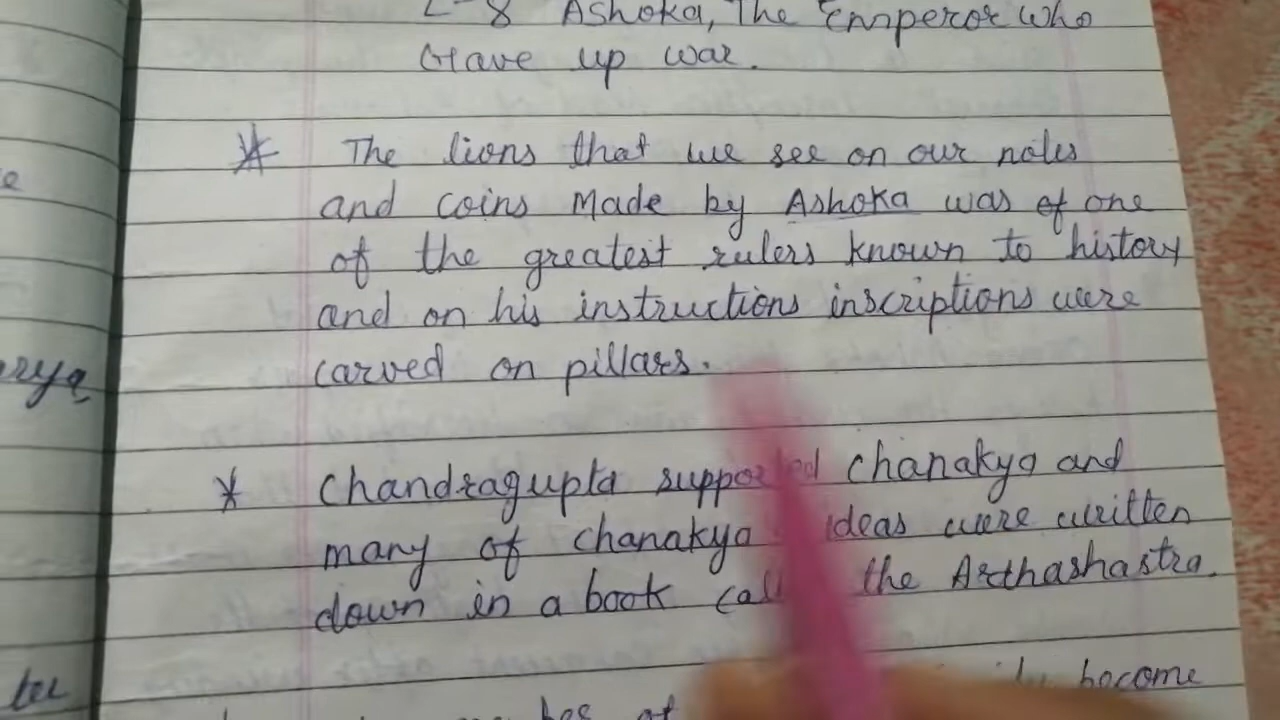 L-8 Ashoka, The Emperor who
Gave up war.
* The lions that we see on our notes
and coins Made by Ashoka was of one
of the greatest rulers known to history
and on his instructions inscriptions were
carved on pillars.
* Chandragupta supported chanakya and
many of chanakya ideas were written
down in a book the Arthashastra.
become